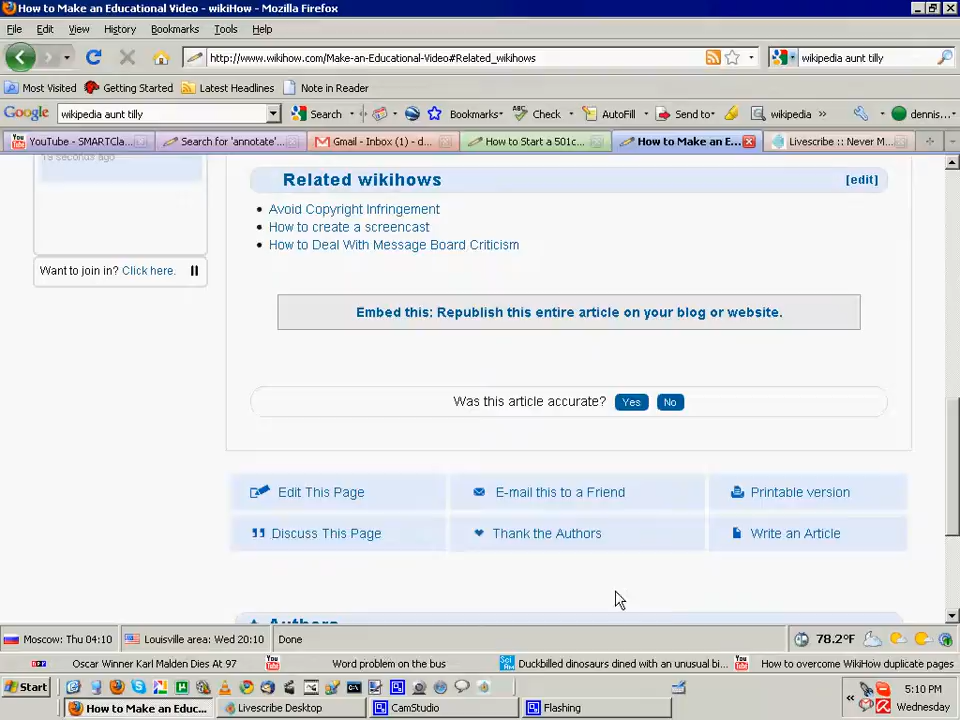 How to Make an Educational Video - wikiHow - Mozilla Firefox
File Edit View History Bookmarks Tools Help
http://www.wikihow.com/Make-an-Educational-Video#Related_wikihows
wikipedia aunt tilly
Most Visited Getting Started Latest Headlines Note in Reader
Google wikipedia aunt tilly Search Bookmarks Check AutoFill Send to wikipedia » dennis...
YouTube - SMARTCla... Search for 'annotate'... Gmail - Inbox (1) - d... How to Start a 501c... How to Make an E... Livescribe :: Never M...
19 seconds ago
Related wikihows [edit]
Avoid Copyright Infringement
How to create a screencast
How to Deal With Message Board Criticism
Want to join in? Click here.
Embed this: Republish this entire article on your blog or website.
Was this article accurate? Yes No
Edit This Page E-mail this to a Friend Printable version
Discuss This Page Thank the Authors Write an Article
Authors
Moscow: Thu 04:10 Louisville area: Wed 20:10 Done 78.2°F
Oscar Winner Karl Malden Dies At 97 Word problem on the bus Duckbilled dinosaurs dined with an unusual bi... How to overcome WikiHow duplicate pages
Start 5:10 PM
How to Make an Educ... Livescribe Desktop CamStudio Flashing « Wednesday